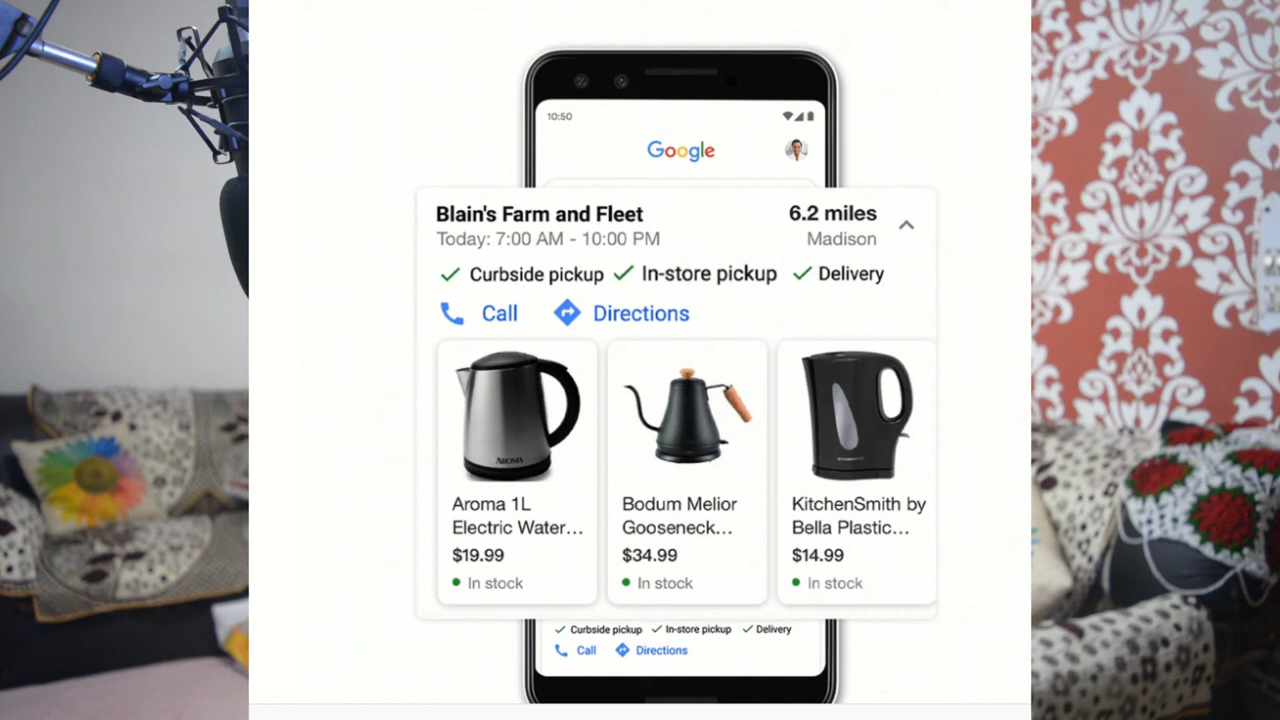 10:50
Google
Blain's Farm and Fleet
6.2 miles
Today: 7:00 AM - 10:00 PM
Madison
Curbside pickup
In-store pickup
Delivery
Call
Directions
AROMA
Aroma 1L
Electric Water...
$19.99
In stock
Bodum Melior
Gooseneck...
$34.99
In stock
KitchenSmith by
Bella Plastic...
$14.99
In stock
Curbside pickup
In-store pickup
Delivery
Call
Directions